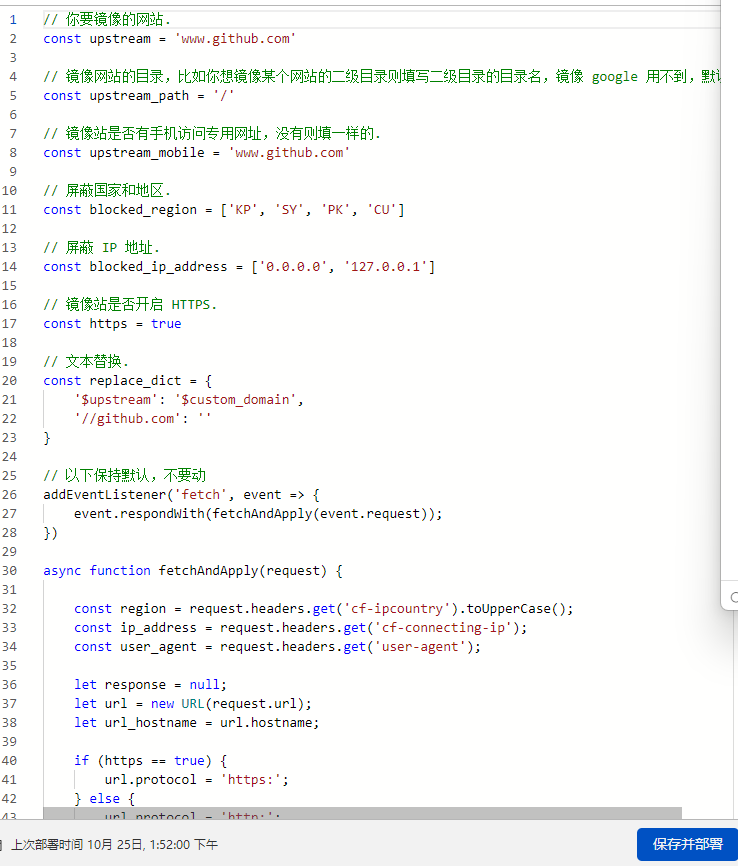 1 // 你要镜像的网站.
2 const upstream = 'www.github.com'
3
4 // 镜像网站的目录，比如你想镜像某个网站的二级目录则填写二级目录的目录名，镜像 google 用不到，默
5 const upstream_path = '/'
6
7 // 镜像站是否有手机访问专用网址，没有则填一样的.
8 const upstream_mobile = 'www.github.com'
9
10 // 屏蔽国家和地区.
11 const blocked_region = ['KP', 'SY', 'PK', 'CU']
12
13 // 屏蔽 IP 地址.
14 const blocked_ip_address = ['0.0.0.0', '127.0.0.1']
15
16 // 镜像站是否开启 HTTPS.
17 const https = true
18
19 // 文本替换.
20 const replace_dict = {
21 '$upstream': '$custom_domain',
22 '//github.com': ''
23 }
24
25 // 以下保持默认，不要动
26 addEventListener('fetch', event => {
27 event.respondWith(fetchAndApply(event.request));
28 })
29
30 async function fetchAndApply(request) {
31
32 const region = request.headers.get('cf-ipcountry').toUpperCase();
33 const ip_address = request.headers.get('cf-connecting-ip');
34 const user_agent = request.headers.get('user-agent');
35
36 let response = null;
37 let url = new URL(request.url);
38 let url_hostname = url.hostname;
39
40 if (https == true) {
41 url.protocol = 'https:';
42 } else {
43 url.protocol = 'http:';
上次部署时间 10月 25日, 1:52:00 下午
保存并部署